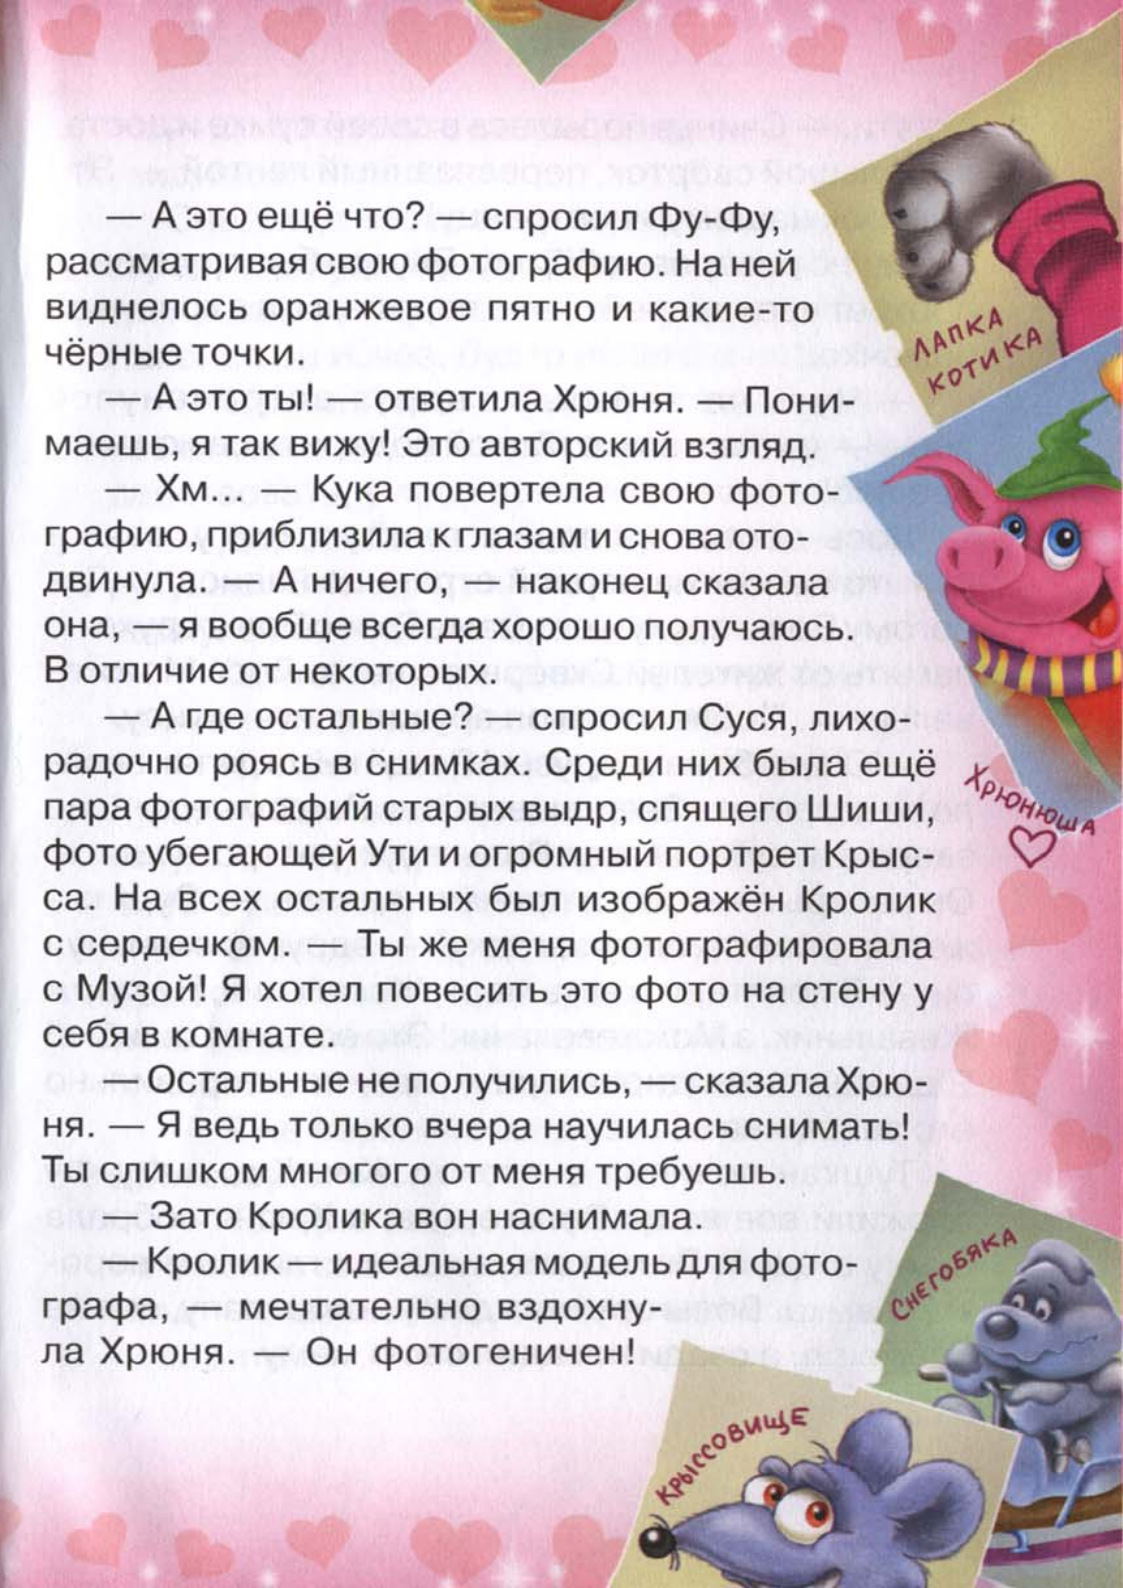 — А это ещё что? — спросил Фу-Фу,
рассматривая свою фотографию. На ней
виднелось оранжевое пятно и какие-то
чёрные точки.
— А это ты! — ответила Хрюня. — Пони-
маешь, я так вижу! Это авторский взгляд.
— Хм... — Кука повертела свою фото-
графию, приблизила к глазам и снова ото-
двинула. — А ничего, — наконец сказала
она, — я вообще всегда хорошо получаюсь.
В отличие от некоторых.
— А где остальные? — спросил Суся, лихо-
радочно роясь в снимках. Среди них была ещё
пара фотографий старых выдр, спящего Шиши,
фото убегающей Ути и огромный портрет Крыс-
са. На всех остальных был изображён Кролик
с сердечком. — Ты же меня фотографировала
с Музой! Я хотел повесить это фото на стену у
себя в комнате.
— Остальные не получились, — сказала Хрю-
ня. — Я ведь только вчера научилась снимать!
Ты слишком многого от меня требуешь.
— Зато Кролика вон наснимала.
— Кролик — идеальная модель для фото-
графа, — мечтательно вздохну-
ла Хрюня. — Он фотогеничен!
ЛАПКА
КОТИКА
ХРЮНЮША
СНЕГОБЯКА
КРЫССОВИЩЕ